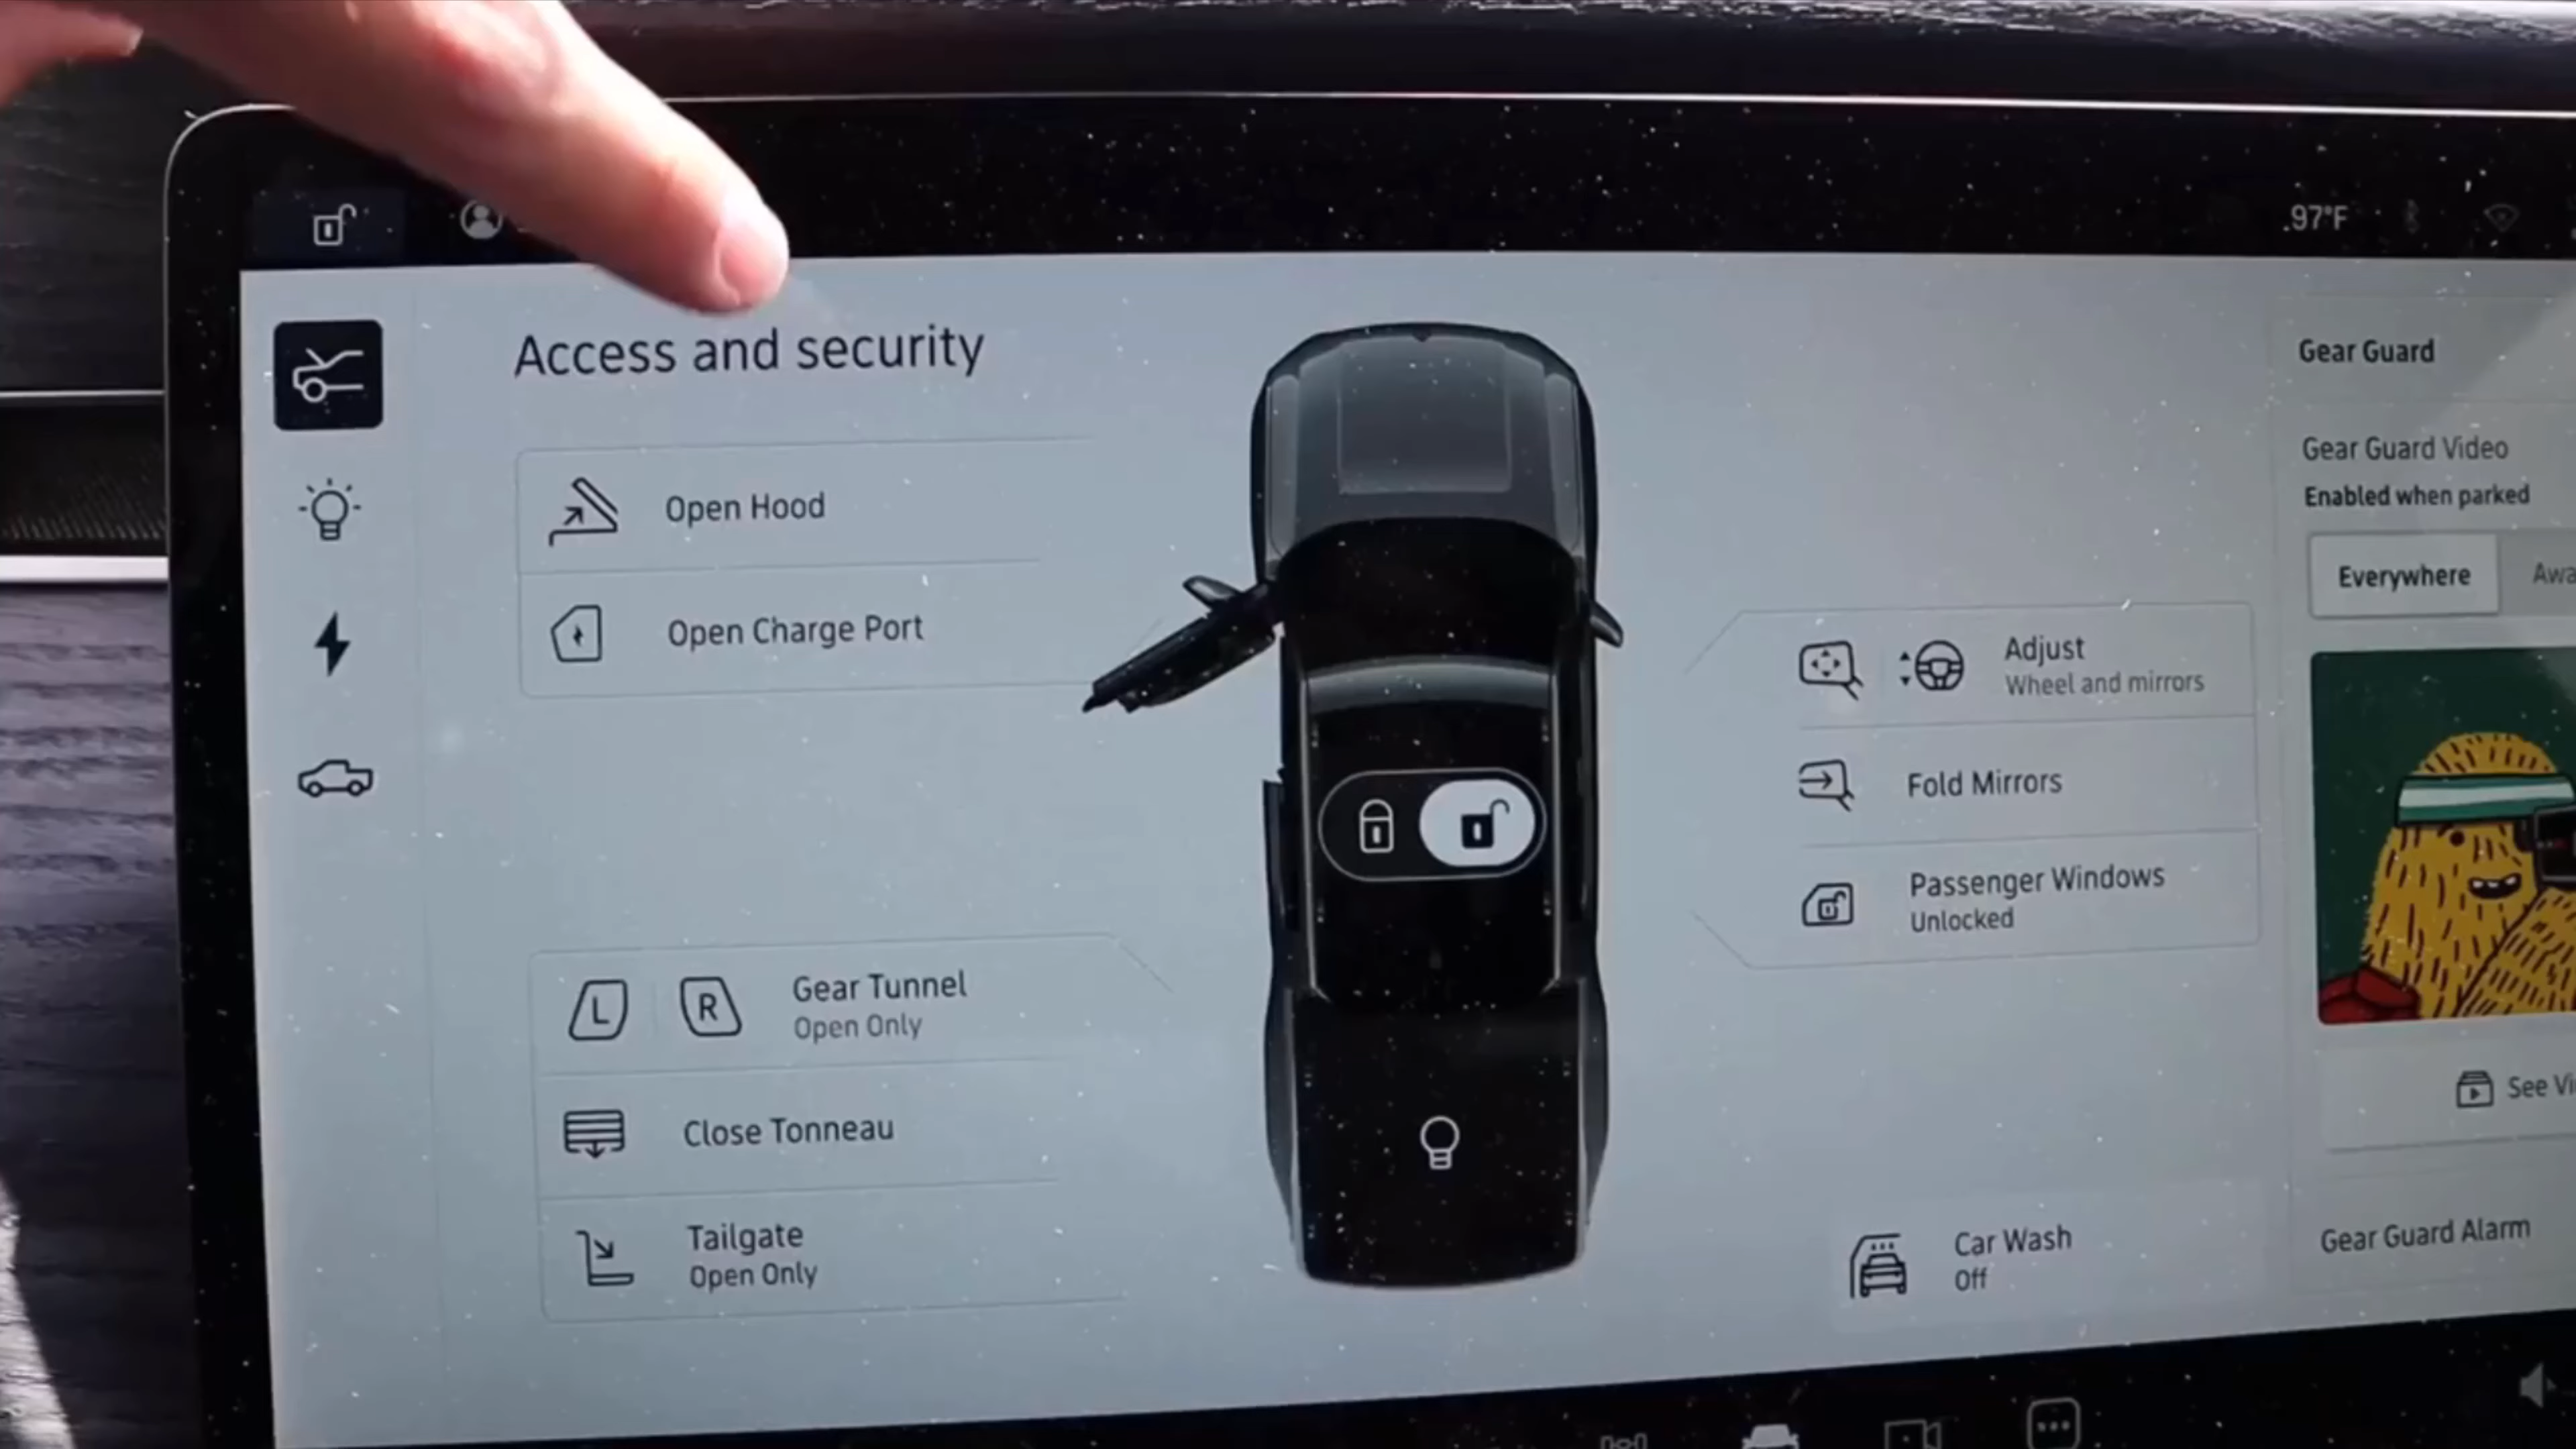 97°F
Access and security
Open Hood
Open Charge Port
L R Gear Tunnel
Open Only
Close Tonneau
Tailgate
Open Only
Adjust
Wheel and mirrors
Fold Mirrors
Passenger Windows
Unlocked
Car Wash
Off
Gear Guard
Gear Guard Video
Enabled when parked
Everywhere
See
Gear Guard Alarm